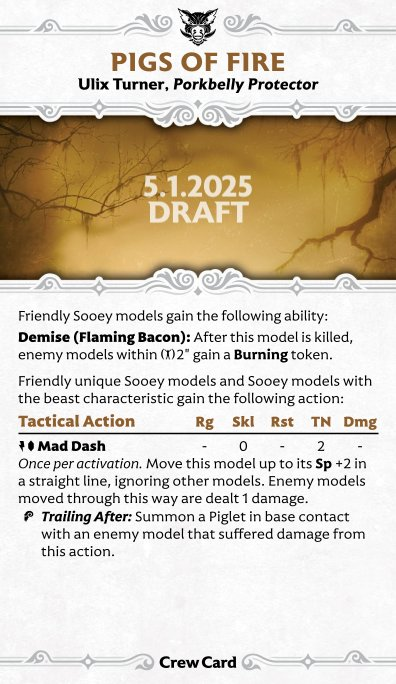 PIGS OF FIRE
Ulix Turner, Porkbelly Protector
5.1.2025
DRAFT
Friendly Sooey models gain the following ability:
Demise (Flaming Bacon): After this model is killed,
enemy models within 2" gain a Burning token.
Friendly unique Sooey models and Sooey models with
the beast characteristic gain the following action:
Tactical Action Rg Skl Rst TN Dmg
Mad Dash - 0 - 2 -
Once per activation. Move this model up to its Sp +2 in
a straight line, ignoring other models. Enemy models
moved through this way are dealt 1 damage.
Trailing After: Summon a Piglet in base contact
with an enemy model that suffered damage from
this action.
Crew Card